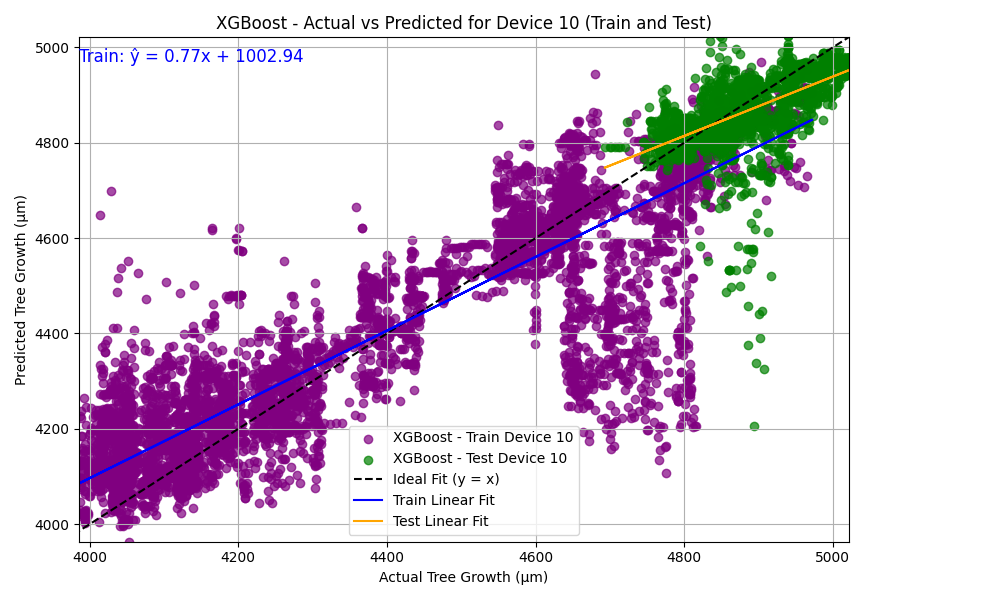 XGBoost - Actual vs Predicted for Device 10 (Train and Test)
Train: ŷ = 0.77x + 1002.94
Predicted Tree Growth (μm)
5000
4800
4600
4400
4200
4000
XGBoost - Train Device 10
XGBoost - Test Device 10
Ideal Fit (y = x)
Train Linear Fit
Test Linear Fit
4000 4200 4400 4600 4800 5000
Actual Tree Growth (μm)